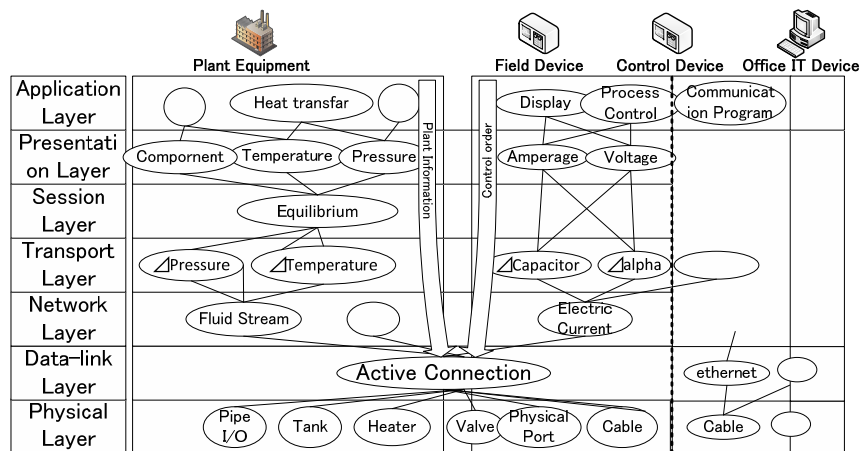 Plant Equipment
Field Device
Control Device
Office IT Device
Application
Layer
Heat transfar
Display
Process
Control
Communicat
ion Program
Presentati
on Layer
Compornent
Temperature
Pressure
Amperage
Voltage
Plant Information
Control order
Session
Layer
Equilibrium
Transport
Layer
⊿Pressure
⊿Temperature
⊿Capacitor
⊿alpha
Network
Layer
Fluid Stream
Electric
Current
Data-link
Layer
Active Connection
ethernet
Physical
Layer
Pipe
I/O
Tank
Heater
Valve
Physical
Port
Cable
Cable